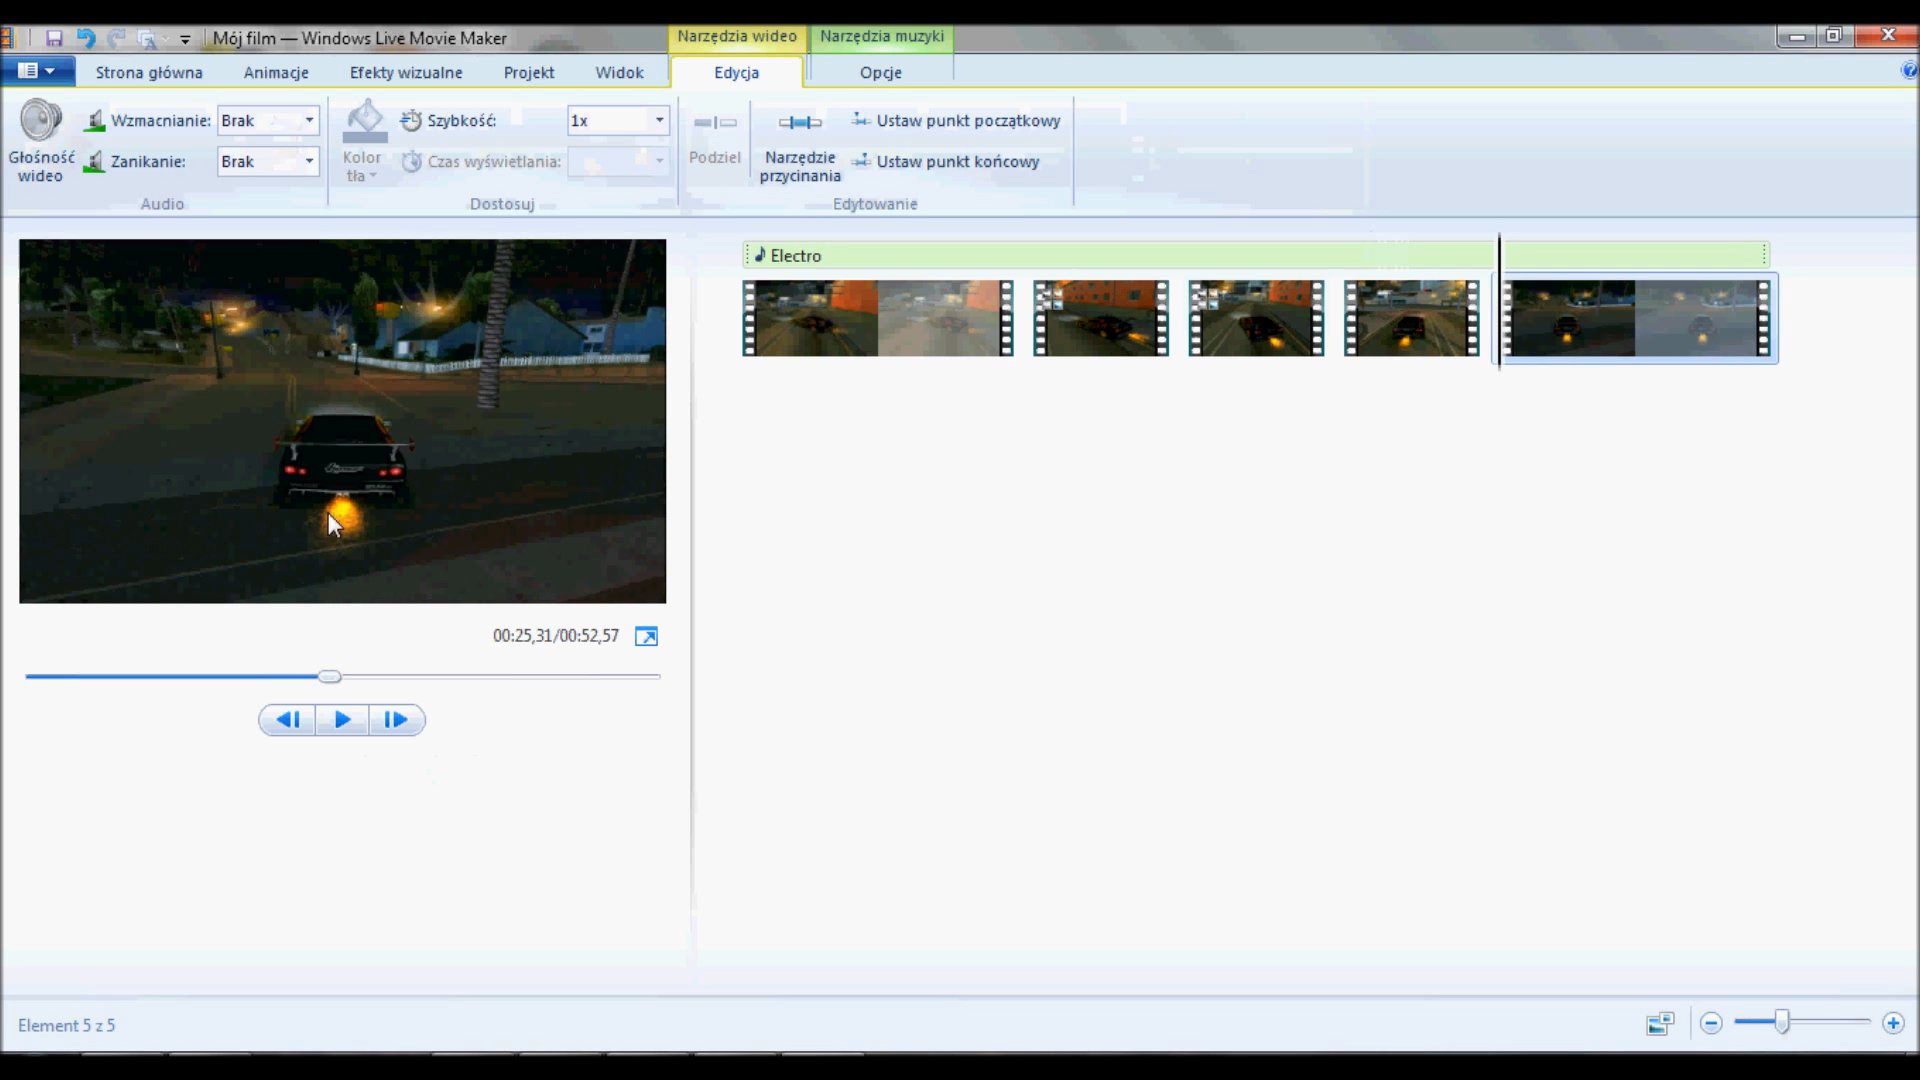 Mój film — Windows Live Movie Maker
Narzędzia wideo
Narzędzia muzyki
Strona główna
Animacje
Efekty wizualne
Projekt
Widok
Edycja
Opcje
Głośność wideo
Wzmacnianie: Brak
Zanikanie: Brak
Audio
Kolor tła
Szybkość: 1x
Czas wyświetlania:
Dostosuj
Podziel
Narzędzie przycinania
Ustaw punkt początkowy
Ustaw punkt końcowy
Edytowanie
Electro
00:25,31/00:52,57
Element 5 z 5